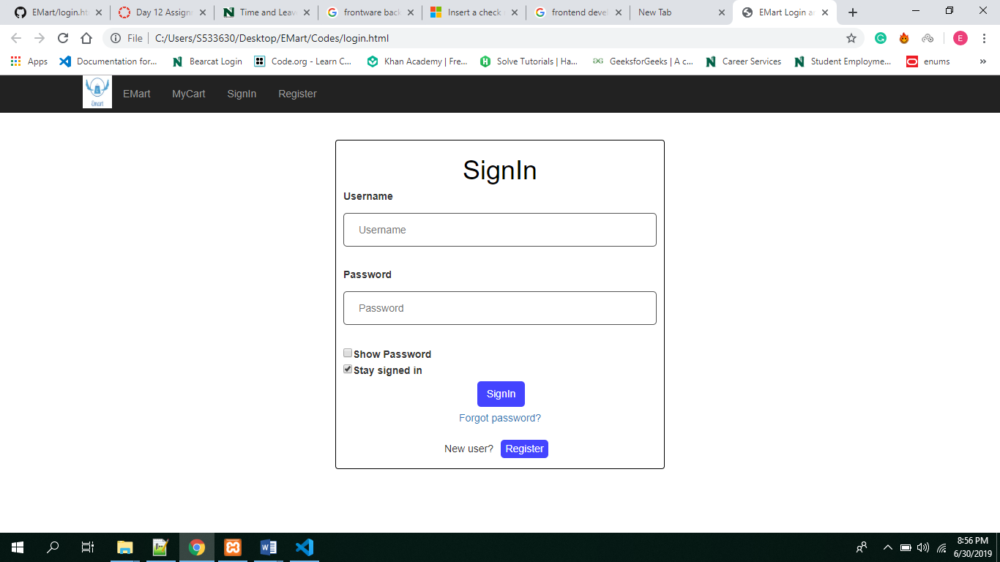 EMart/login.ht
Day 12 Assign
Time and Leav
frontware back
Insert a check
frontend devel
New Tab
EMart Login a
File
C:/Users/S533630/Desktop/EMart/Codes/login.html
E
Apps
Documentation for...
Bearcat Login
Code.org - Learn C...
Khan Academy | Fre...
Solve Tutorials | Ha...
GeeksforGeeks | A c...
Career Services
Student Employme...
enums
»
Emart
EMart
MyCart
SignIn
Register
SignIn
Username
Username
Password
Password
Show Password
Stay signed in
SignIn
Forgot password?
New user?
Register
8:56 PM
6/30/2019